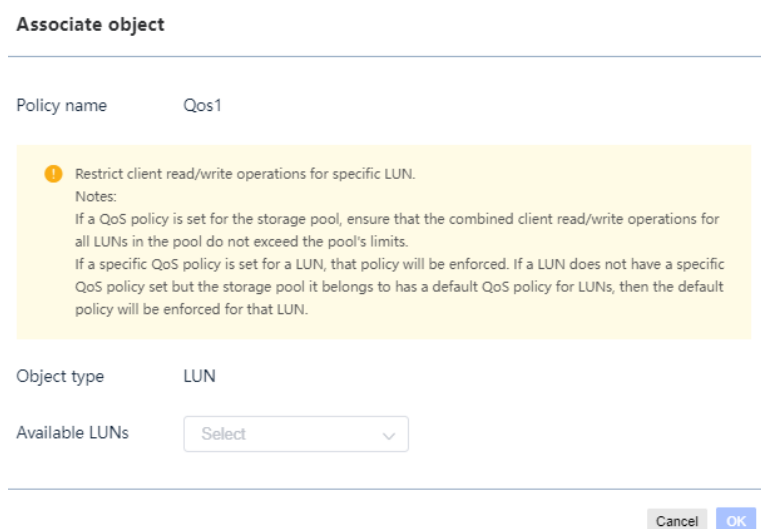 Associate object
Policy name Qos1
Restrict client read/write operations for specific LUN.
Notes:
If a QoS policy is set for the storage pool, ensure that the combined client read/write operations for
all LUNs in the pool do not exceed the pool's limits.
If a specific QoS policy is set for a LUN, that policy will be enforced. If a LUN does not have a specific
QoS policy set but the storage pool it belongs to has a default QoS policy for LUNs, then the default
policy will be enforced for that LUN.
Object type LUN
Available LUNs Select
Cancel OK